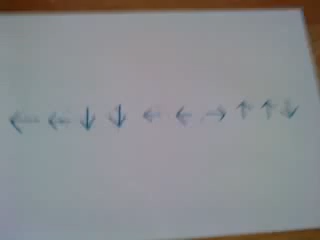 ← ← ↓ ↓ ← ← → ↑ ↑ ↓